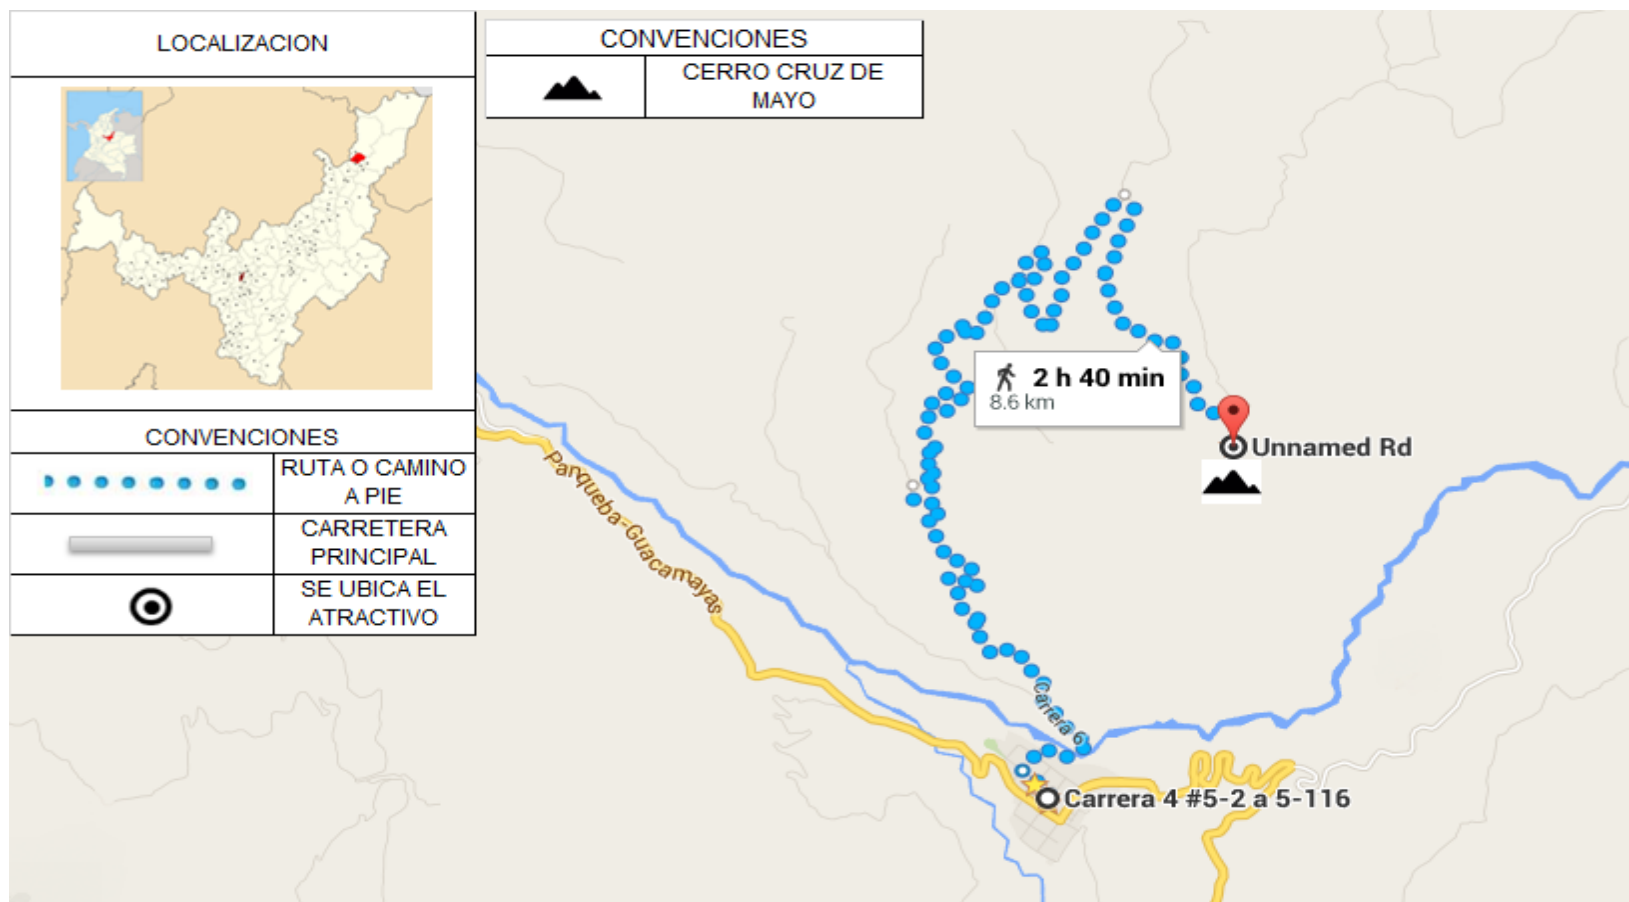 LOCALIZACION
CONVENCIONES
RUTA O CAMINO
A PIE
CARRETERA
PRINCIPAL
SE UBICA EL
ATRACTIVO
CONVENCIONES
CERRO CRUZ DE
MAYO
2 h 40 min
8.6 km
Unnamed Rd
Parqueba-Guacamayas
Carrera 6
Carrera 4 #5-2 a 5-116